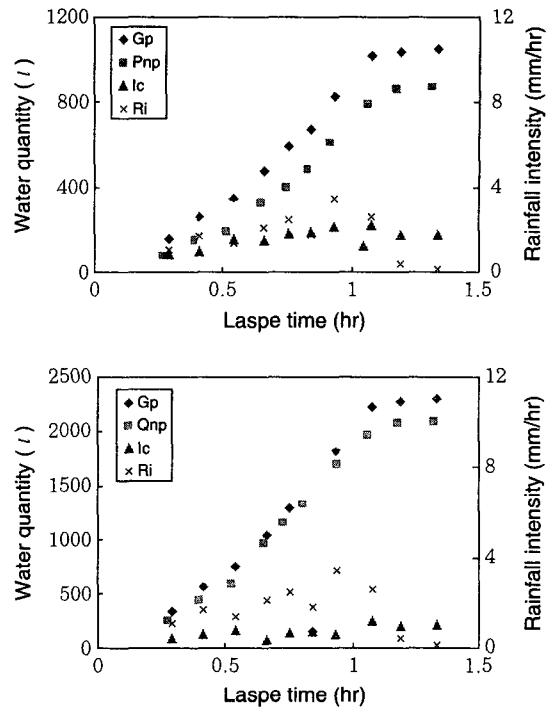 1200
800
400
0
Water quantity (l)
Gp
Pnp
Ic
Ri
12
8
4
0
Rainfall intensity (mm/hr)
0 0.5 1 1.5
Laspe time (hr)
2500
2000
1500
1000
500
0
Water quantity (l)
Gp
Qnp
Ic
Ri
12
8
4
0
Rainfall intensity (mm/hr)
0 0.5 1 1.5
Laspe time (hr)